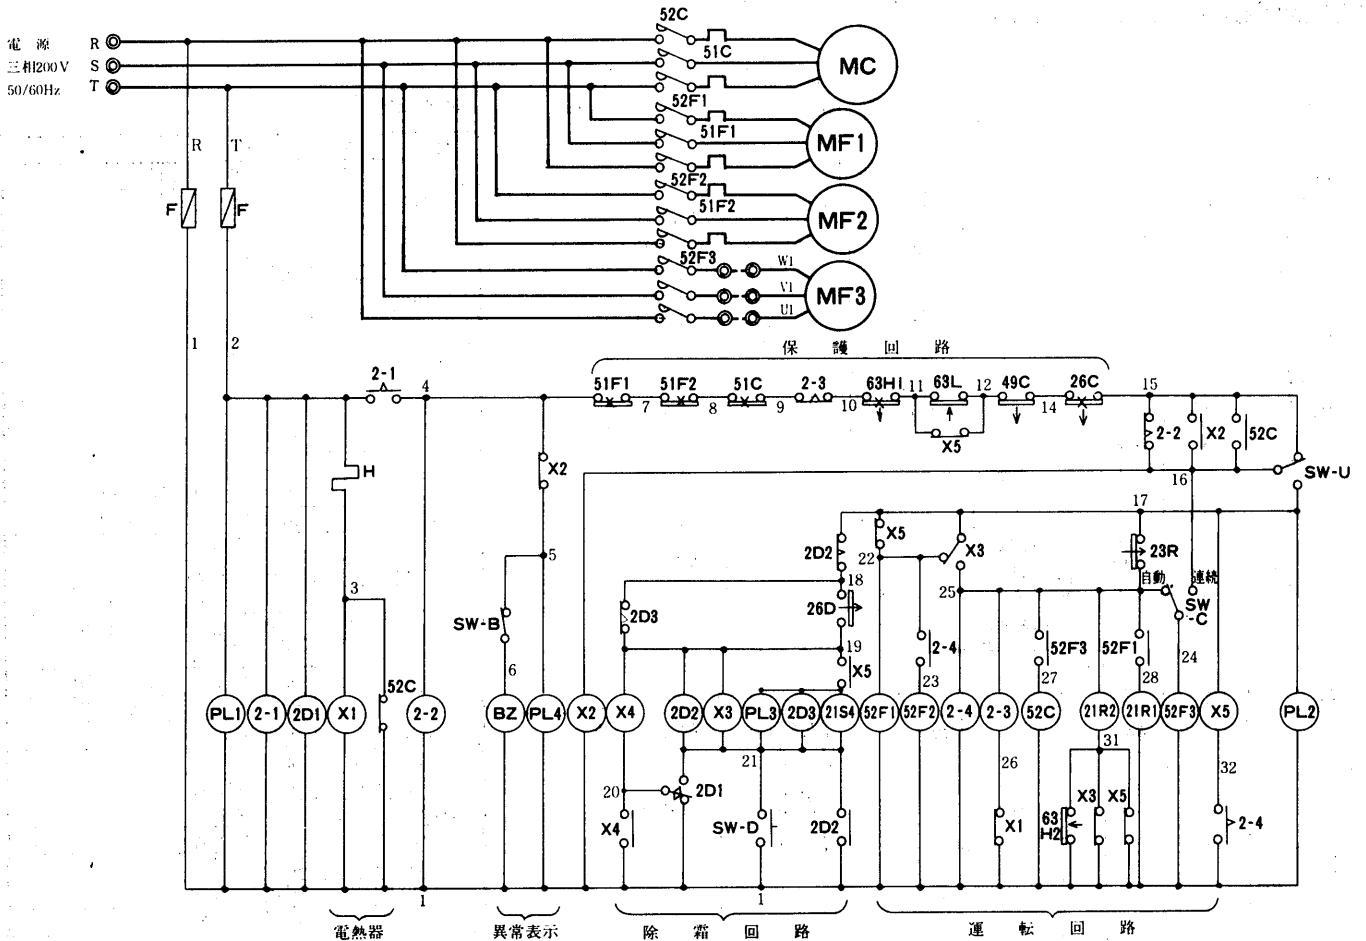 電源 R
三相200V S
50/60Hz T
52C
51C
MC
52F1
51F1
MF1
52F2
51F2
MF2
52F3
W1
V1
U1
MF3
R T
F F
1 2
保護回路
2-1 4
51F1 7 51F2 8 51C 9 2-3 10 63H1 11 63L 12 49C 14 26C 15
X5
2-2 X2 52C
H
X2
16
SW-U
17
5
2D2 X5 22 X3 23R
自動 連続
3
18
25
SW-C
2D3
26D
SW-B
19
2-4 52F3 52F1
6
X5
24
52C
23 27 28
PL1 2-1 2D1 X1 2-2 BZ PL4 X2 X4 2D2 X3 PL3 2D3 21S4 52F1 52F2 2-4 2-3 52C 21R2 21R1 52F3 X5 PL2
21 26 31 32
20 2D1
X4 SW-D 2D2 X1 63H2 X3 X5 2-4
1 1
電熱器 異常表示 除霜回路 運転回路